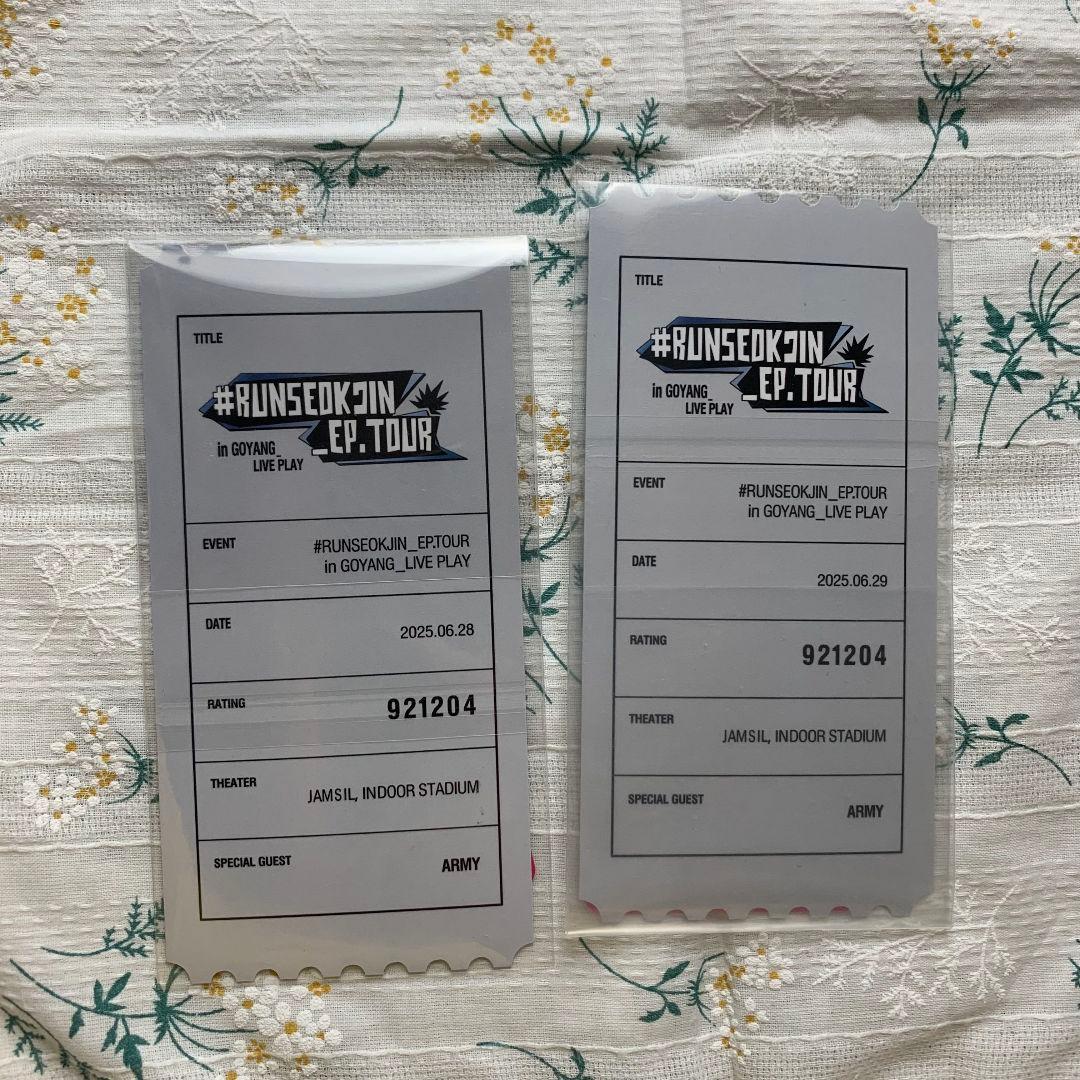 TITLE
#RUNSEOKJIN
_EP.TOUR
in GOYANG_
LIVE PLAY
EVENT
#RUNSEOKJIN_EP.TOUR
in GOYANG_LIVE PLAY
DATE
2025.06.28
RATING
921204
THEATER
JAMSIL, INDOOR STADIUM
SPECIAL GUEST
ARMY
TITLE
#RUNSEOKJIN
_EP.TOUR
in GOYANG_
LIVE PLAY
EVENT
#RUNSEOKJIN_EP.TOUR
in GOYANG_LIVE PLAY
DATE
2025.06.29
RATING
921204
THEATER
JAMSIL, INDOOR STADIUM
SPECIAL GUEST
ARMY